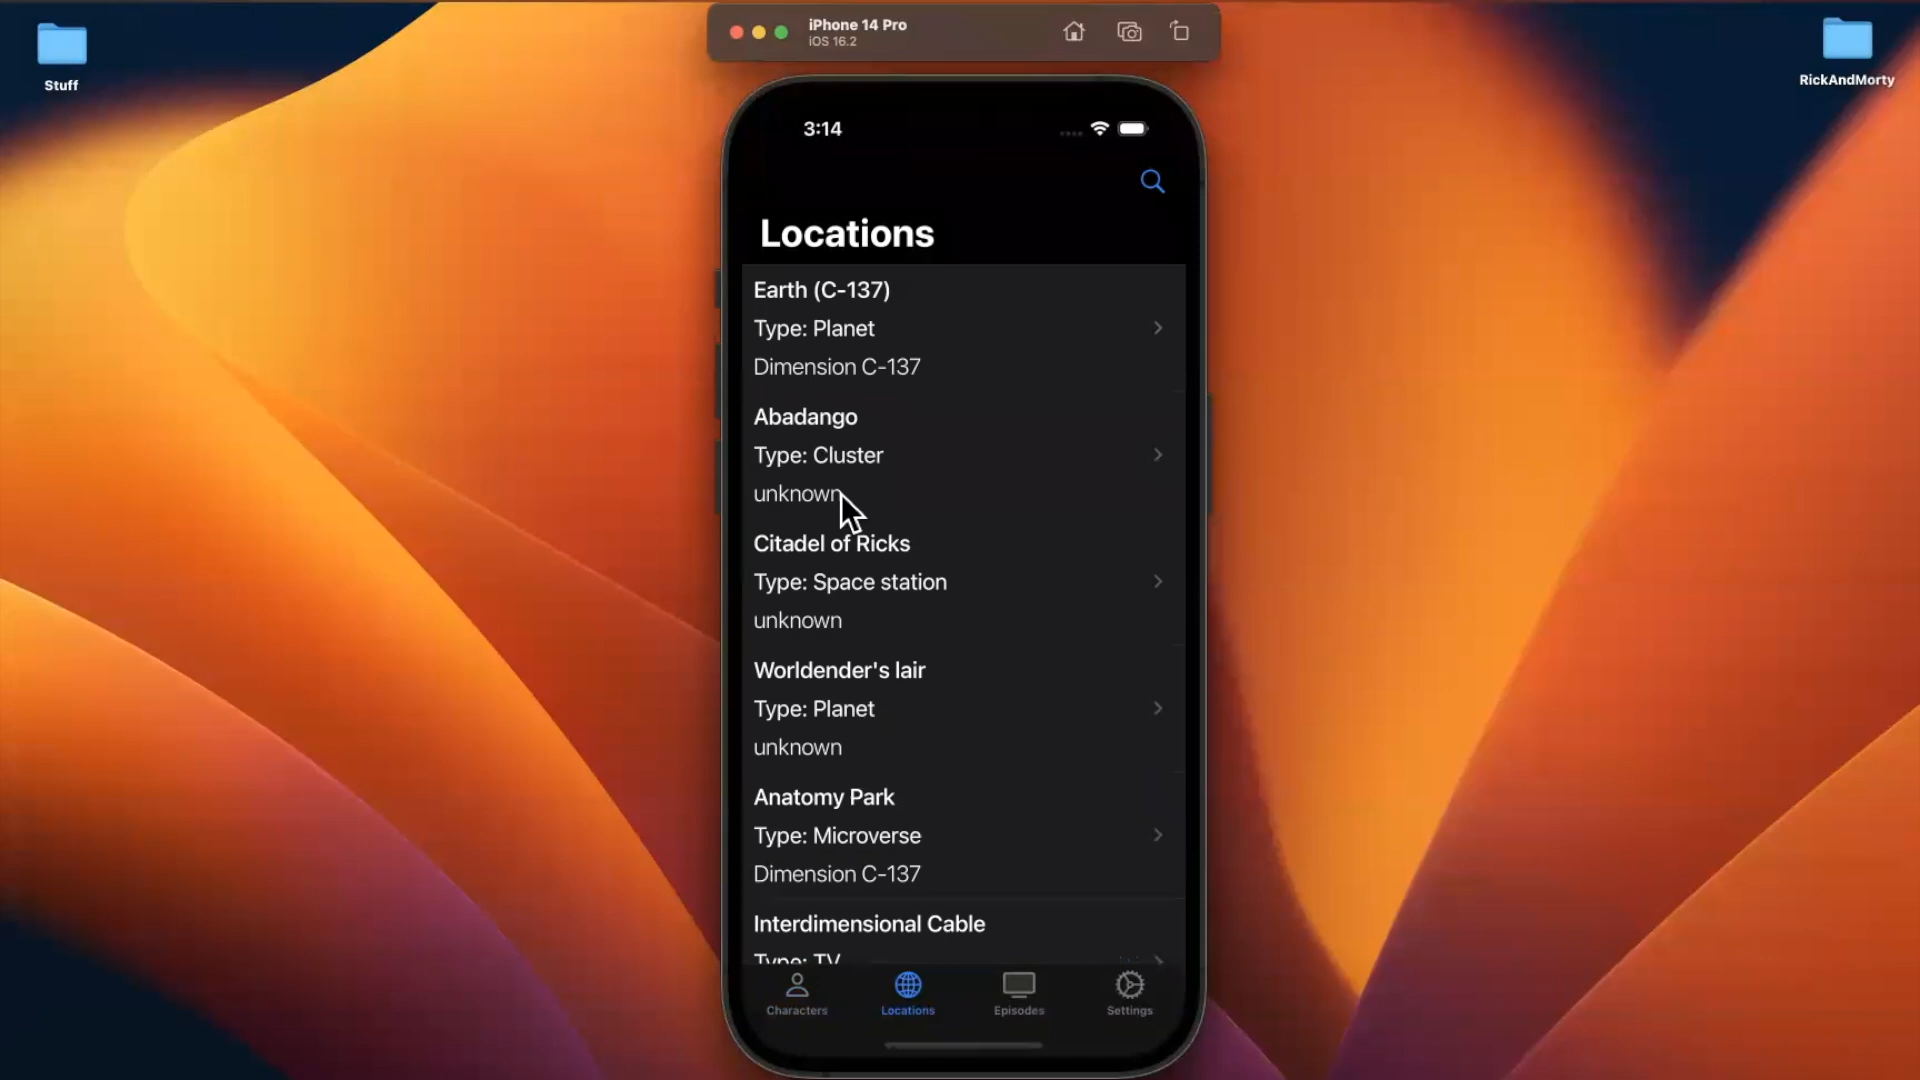 iPhone 14 Pro
iOS 16.2
Stuff
RickAndMorty
3:14
Locations
Earth (C-137)
Type: Planet
Dimension C-137
Abadango
Type: Cluster
unknown
Citadel of Ricks
Type: Space station
unknown
Worldender's lair
Type: Planet
unknown
Anatomy Park
Type: Microverse
Dimension C-137
Interdimensional Cable
Type: TV
Characters
Locations
Episodes
Settings